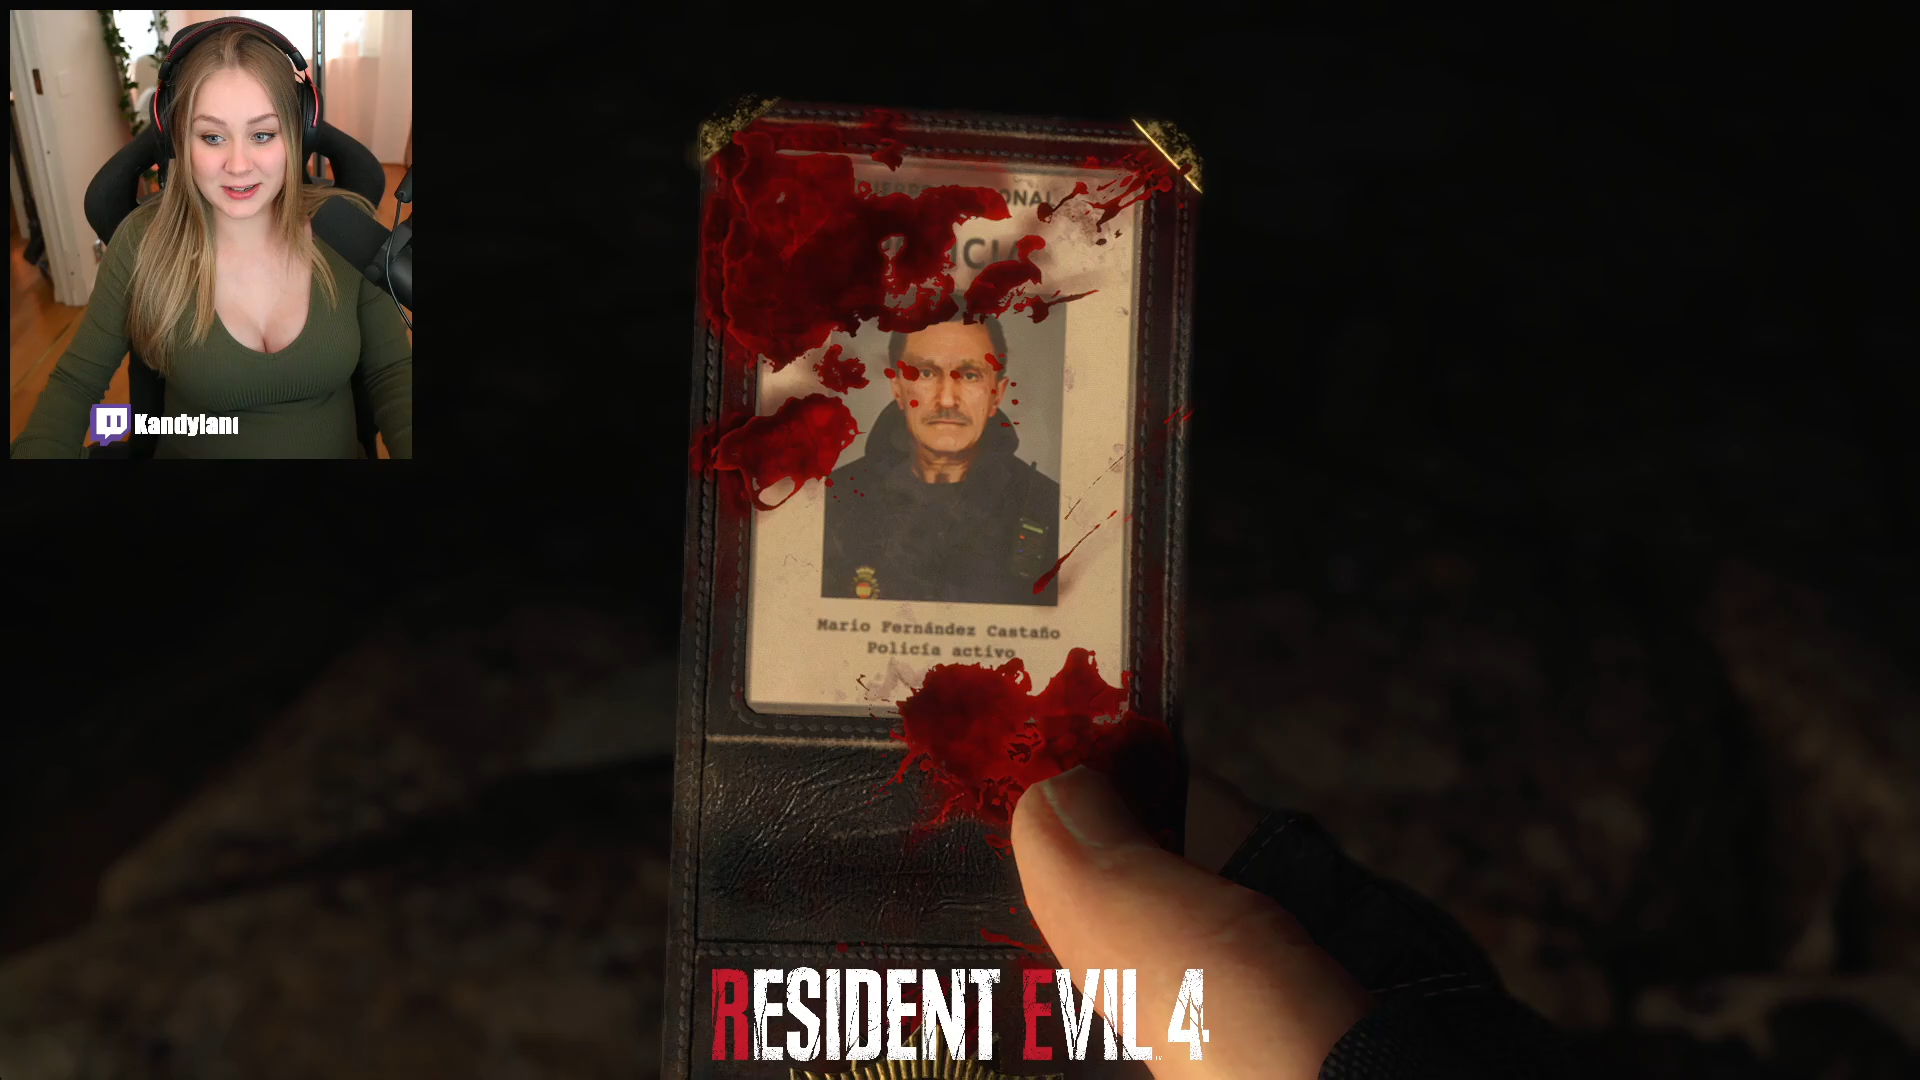 Kandylani
Mario Fernández Castaño
Policía activo
RESIDENT EVIL 4